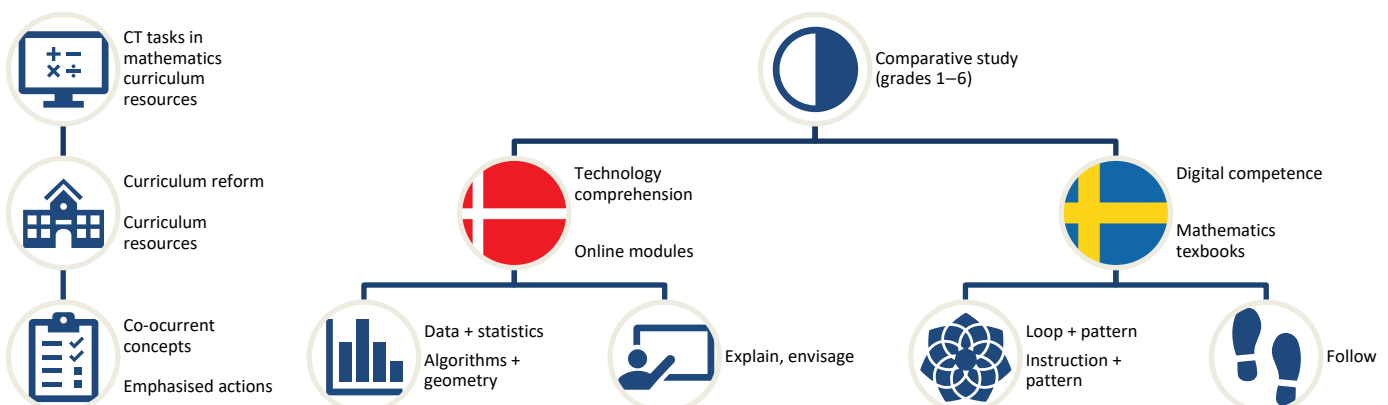 CT tasks in
mathematics
curriculum
resources
Comparative study
(grades 1–6)
Curriculum reform
Curriculum
resources
Technology
comprehension
Online modules
Digital competence
Mathematics
texbooks
Co-ocurrent
concepts
Emphasised actions
Data + statistics
Algorithms +
geometry
Explain, envisage
Loop + pattern
Instruction +
pattern
Follow